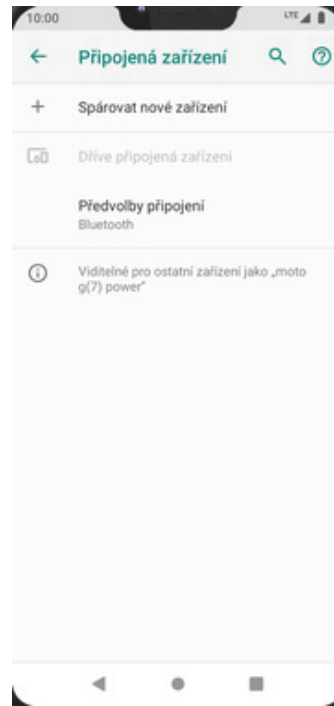 10:00
LTE
Připojená zařízení
Spárovat nové zařízení
Dříve připojená zařízení
Předvolby připojení
Bluetooth
Viditelné pro ostatní zařízení jako „moto
g(7) power“